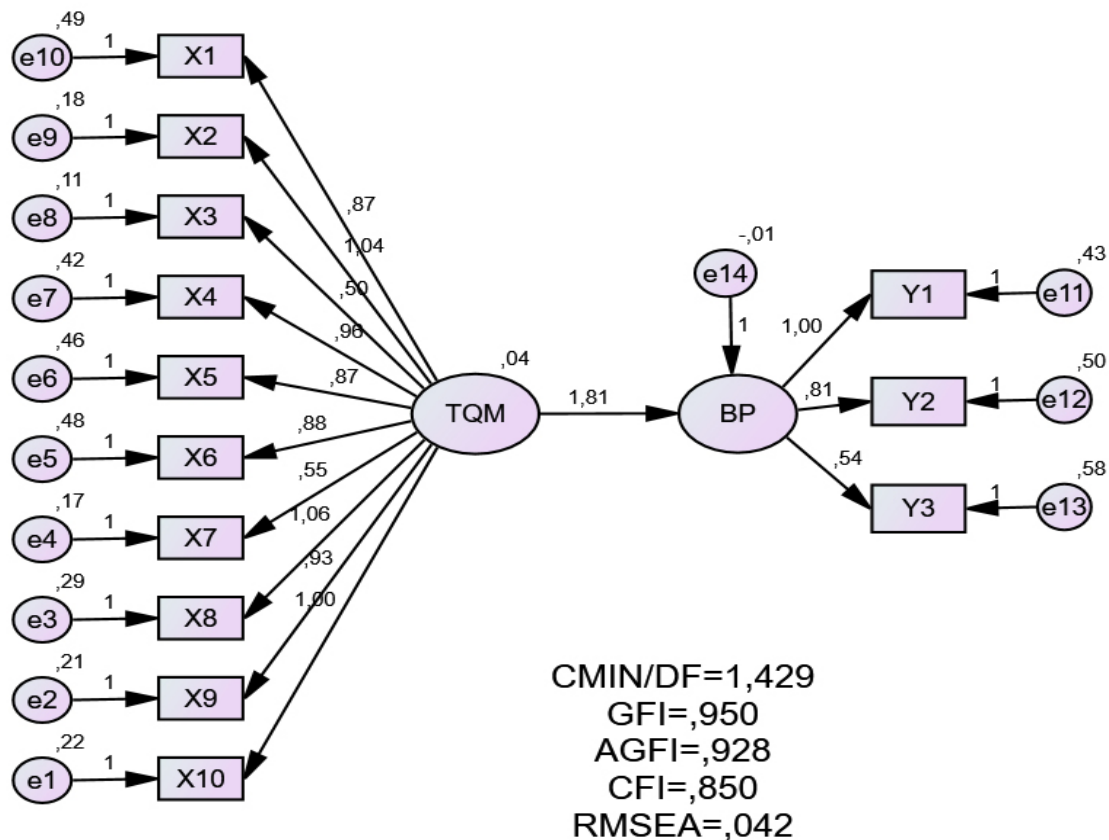 ,49
e10 1 X1
,18
e9 1 X2
,11
e8 1 X3
,42
e7 1 X4
,46
e6 1 X5
,48
e5 1 X6
,17
e4 1 X7
,29
e3 1 X8
,21
e2 1 X9
,22
e1 1 X10
,87
1,04
,50
,96
,87
,88
,55
1,06
,93
1,00
,04
TQM
1,81
-,01
e14
1
BP
1,00
,81
,54
,43
Y1 1 e11
,50
Y2 1 e12
,58
Y3 1 e13
CMIN/DF=1,429
GFI=,950
AGFI=,928
CFI=,850
RMSEA=,042